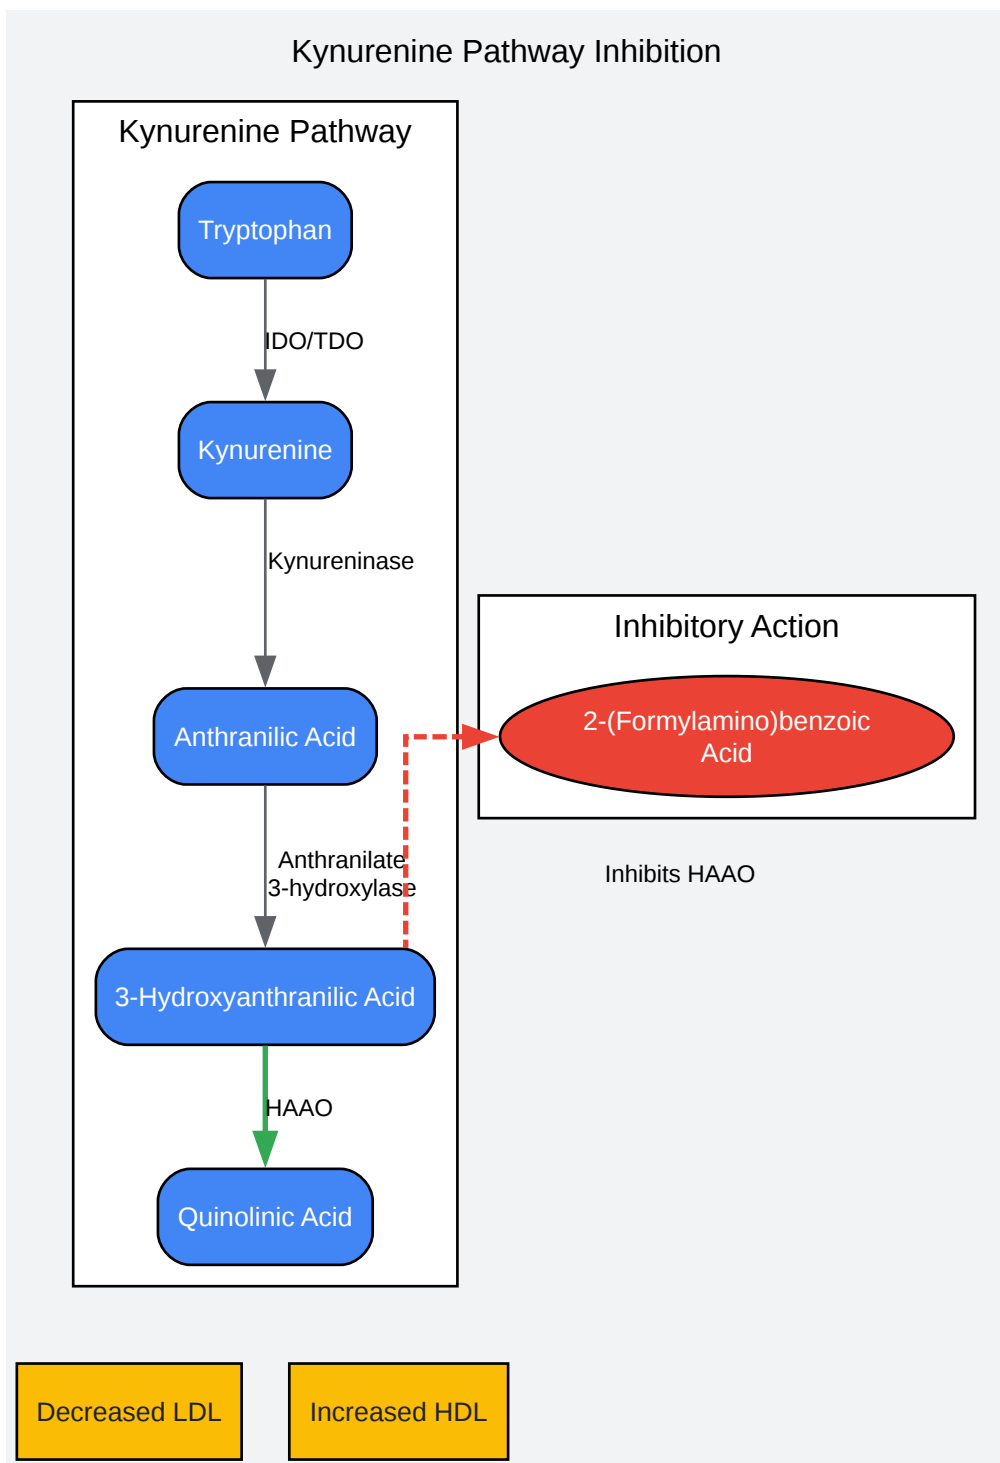 Kynurenine Pathway Inhibition
Kynurenine Pathway
Tryptophan
IDO/TDO
Kynurenine
Kynureninase
Inhibitory Action
2-(Formylamino)benzoic
Acid
Anthranilic Acid
Anthranilate
3-hydroxylase
Inhibits HAAO
3-Hydroxyanthranilic Acid
HAAO
Quinolinic Acid
Decreased LDL
Increased HDL